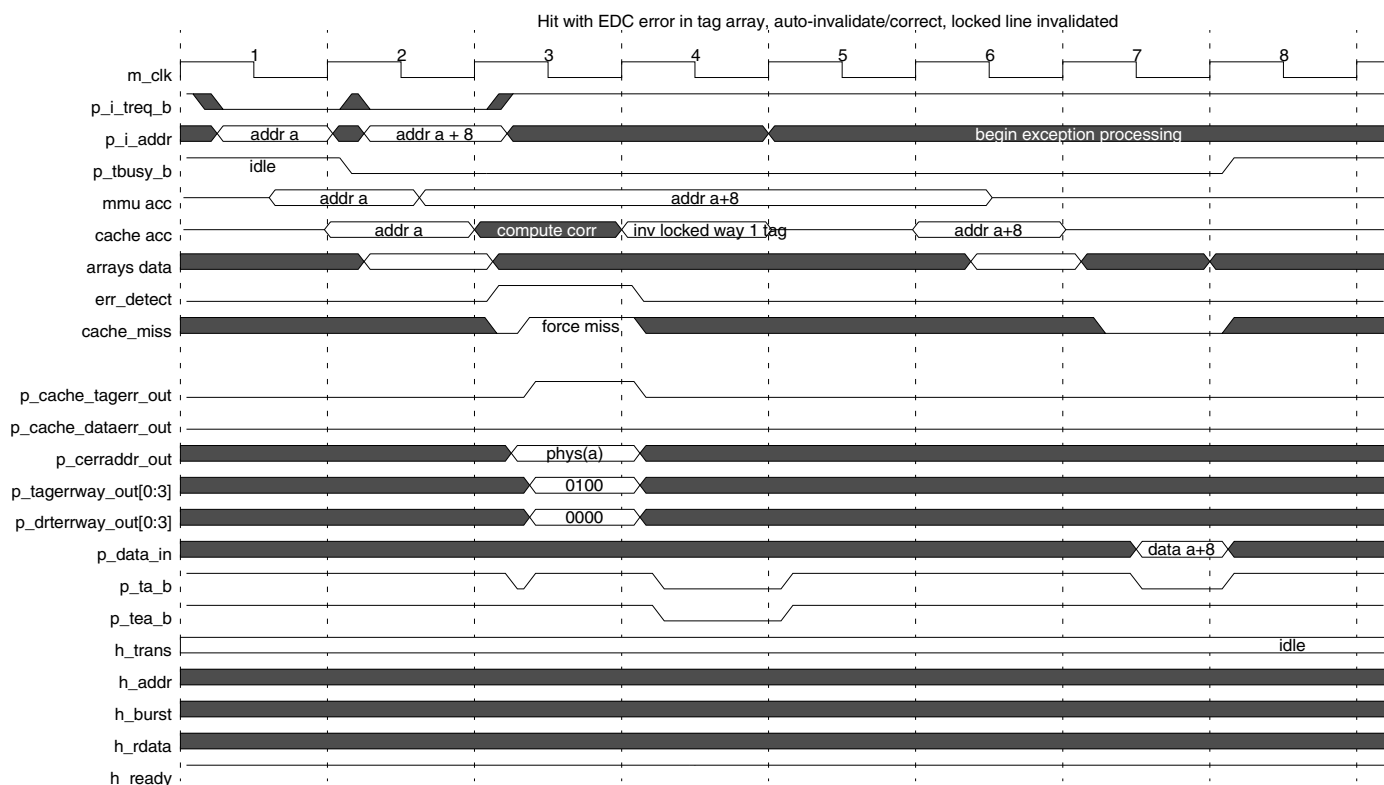 Hit with EDC error in tag array, auto-invalidate/correct, locked line invalidated
1 2 3 4 5 6 7 8
m_clk
p_i_treq_b
p_i_addr addr a addr a + 8 begin exception processing
p_tbusy_b idle
mmu acc addr a addr a+8
cache acc addr a compute corr inv locked way 1 tag addr a+8
arrays data
err_detect
cache_miss force miss
p_cache_tagerr_out
p_cache_dataerr_out
p_cerraddr_out phys(a)
p_tagerrway_out[0:3] 0100
p_drterrway_out[0:3] 0000
p_data_in data a+8
p_ta_b
p_tea_b
h_trans idle
h_addr
h_burst
h_rdata
h_ready